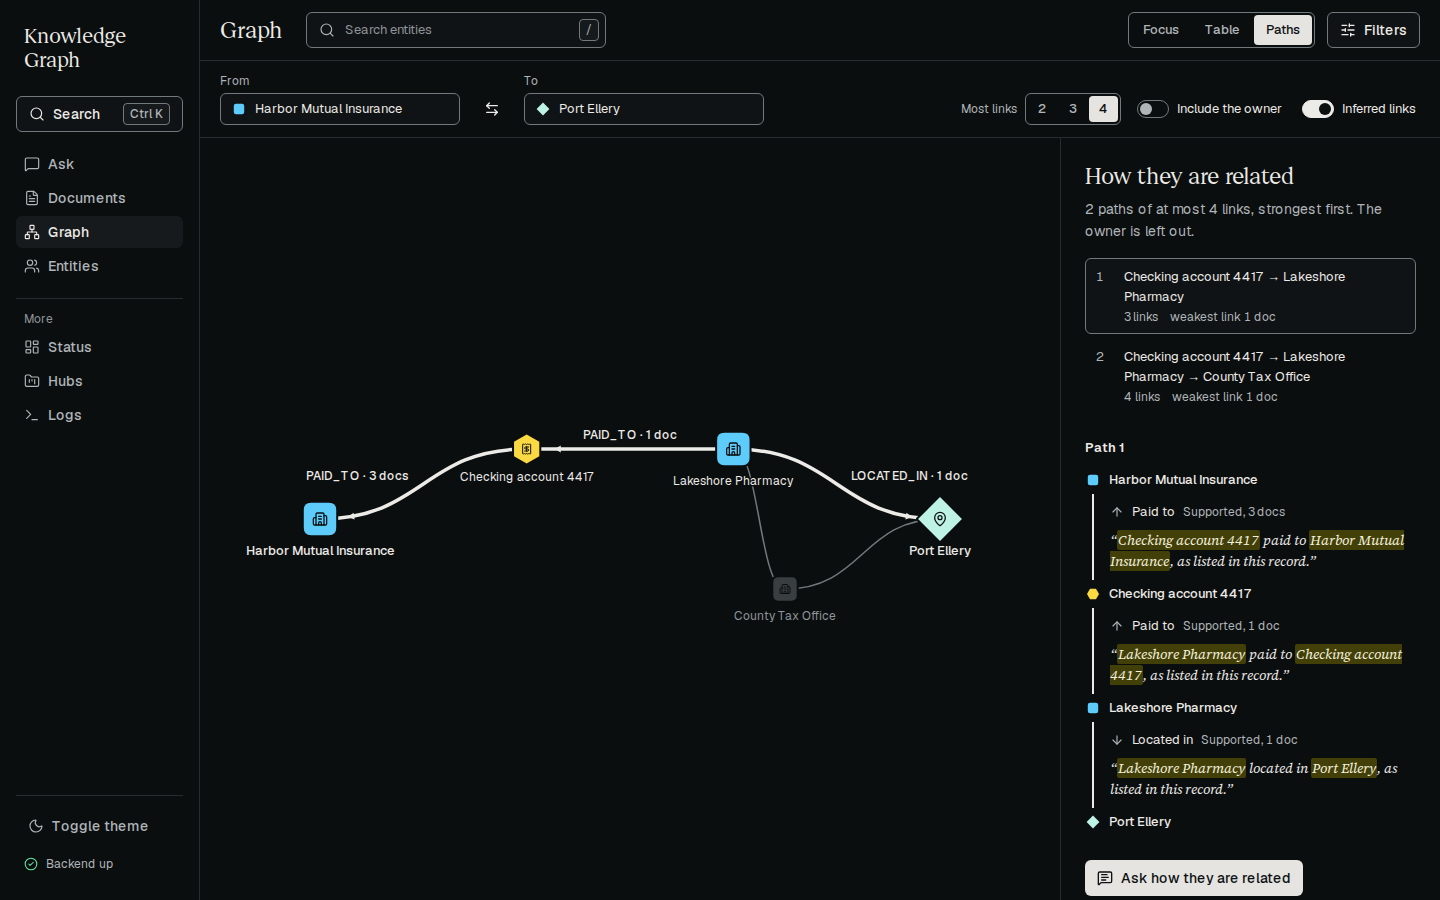 Knowledge
Graph
Search
Ctrl K
Ask
Documents
Graph
Entities
More
Status
Hubs
Logs
Toggle theme
Backend up
Graph
Search entities
/
Focus
Table
Paths
Filters
From
Harbor Mutual Insurance
To
Port Ellery
Most links
2
3
4
Include the owner
Inferred links
PAID_TO · 3 docs
Harbor Mutual Insurance
Checking account 4417
PAID_TO · 1 doc
Lakeshore Pharmacy
LOCATED_IN · 1 doc
Port Ellery
County Tax Office
How they are related
2 paths of at most 4 links, strongest first. The
owner is left out.
1
Checking account 4417 → Lakeshore
Pharmacy
3 links weakest link 1 doc
2
Checking account 4417 → Lakeshore
Pharmacy → County Tax Office
4 links weakest link 1 doc
Path 1
Harbor Mutual Insurance
Paid to Supported, 3 docs
“Checking account 4417 paid to Harbor Mutual
Insurance, as listed in this record.”
Checking account 4417
Paid to Supported, 1 doc
“Lakeshore Pharmacy paid to Checking account
4417, as listed in this record.”
Lakeshore Pharmacy
Located in Supported, 1 doc
“Lakeshore Pharmacy located in Port Ellery, as
listed in this record.”
Port Ellery
Ask how they are related